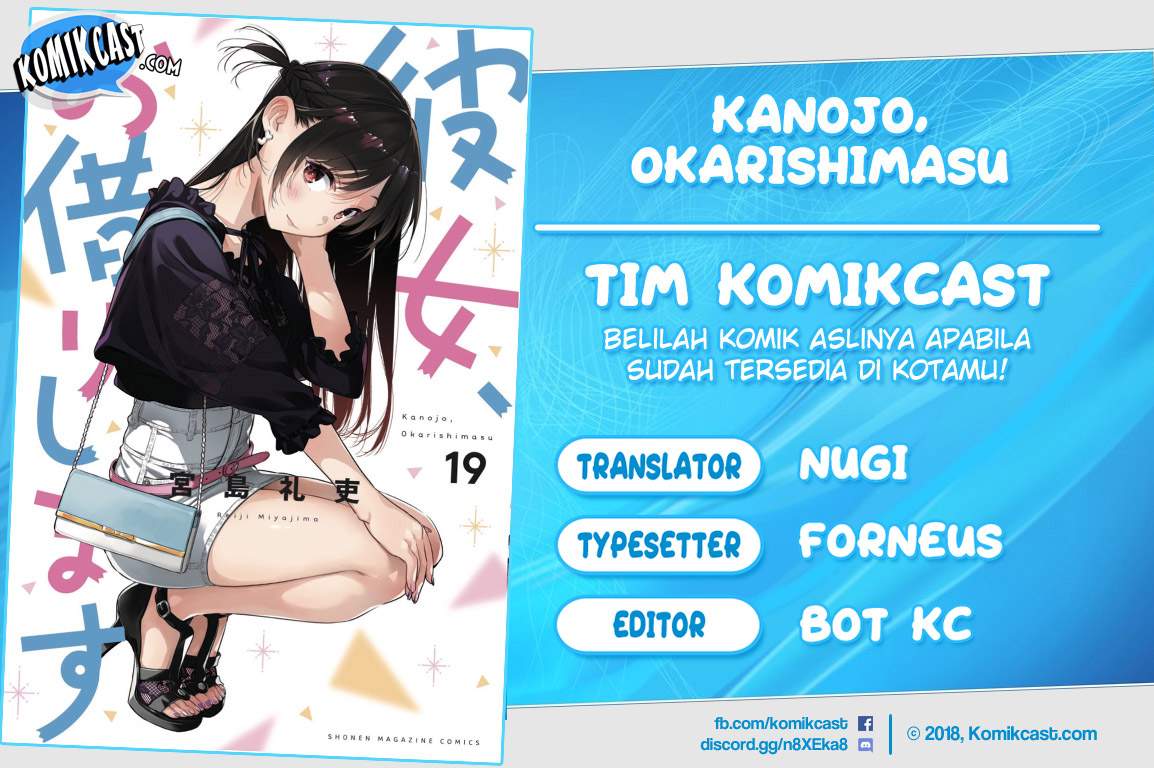 KOMIKCAST
.COM
彼女、
お借りします
Kanojo,
Okarishimasu
19
宮島礼吏
Reiji Miyajima
SHONEN MAGAZINE COMICS
KANOJO,
OKARISHIMASU
TIM KOMIKCAST
BELILAH KOMIK ASLINYA APABILA
SUDAH TERSEDIA DI KOTAMU!
TRANSLATOR NUGI
TYPESETTER FORNEUS
EDITOR BOT KC
fb.com/komikcast
discord.gg/n8XEka8
© 2018, Komikcast.com